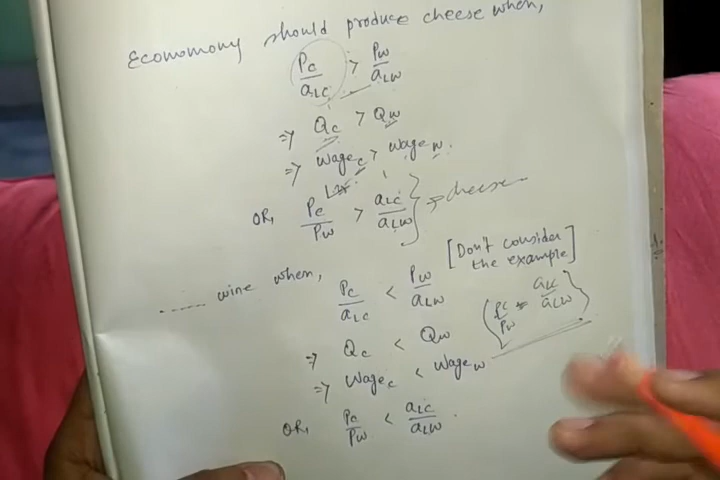 Economony should produce cheese when,
Pc/aLC > Pw/aLW
=> Qc > Qw
=> Wagec > Wagew.
OR, Pc/Pw > aLC/aLW } => cheese
[Don't consider the example]
----- wine when,
Pc/aLC < Pw/aLW
(Pc/Pw = aLC/aLW)
=> Qc < Qw
=> Wagec < Wagew
OR, Pc/Pw < aLC/aLW.